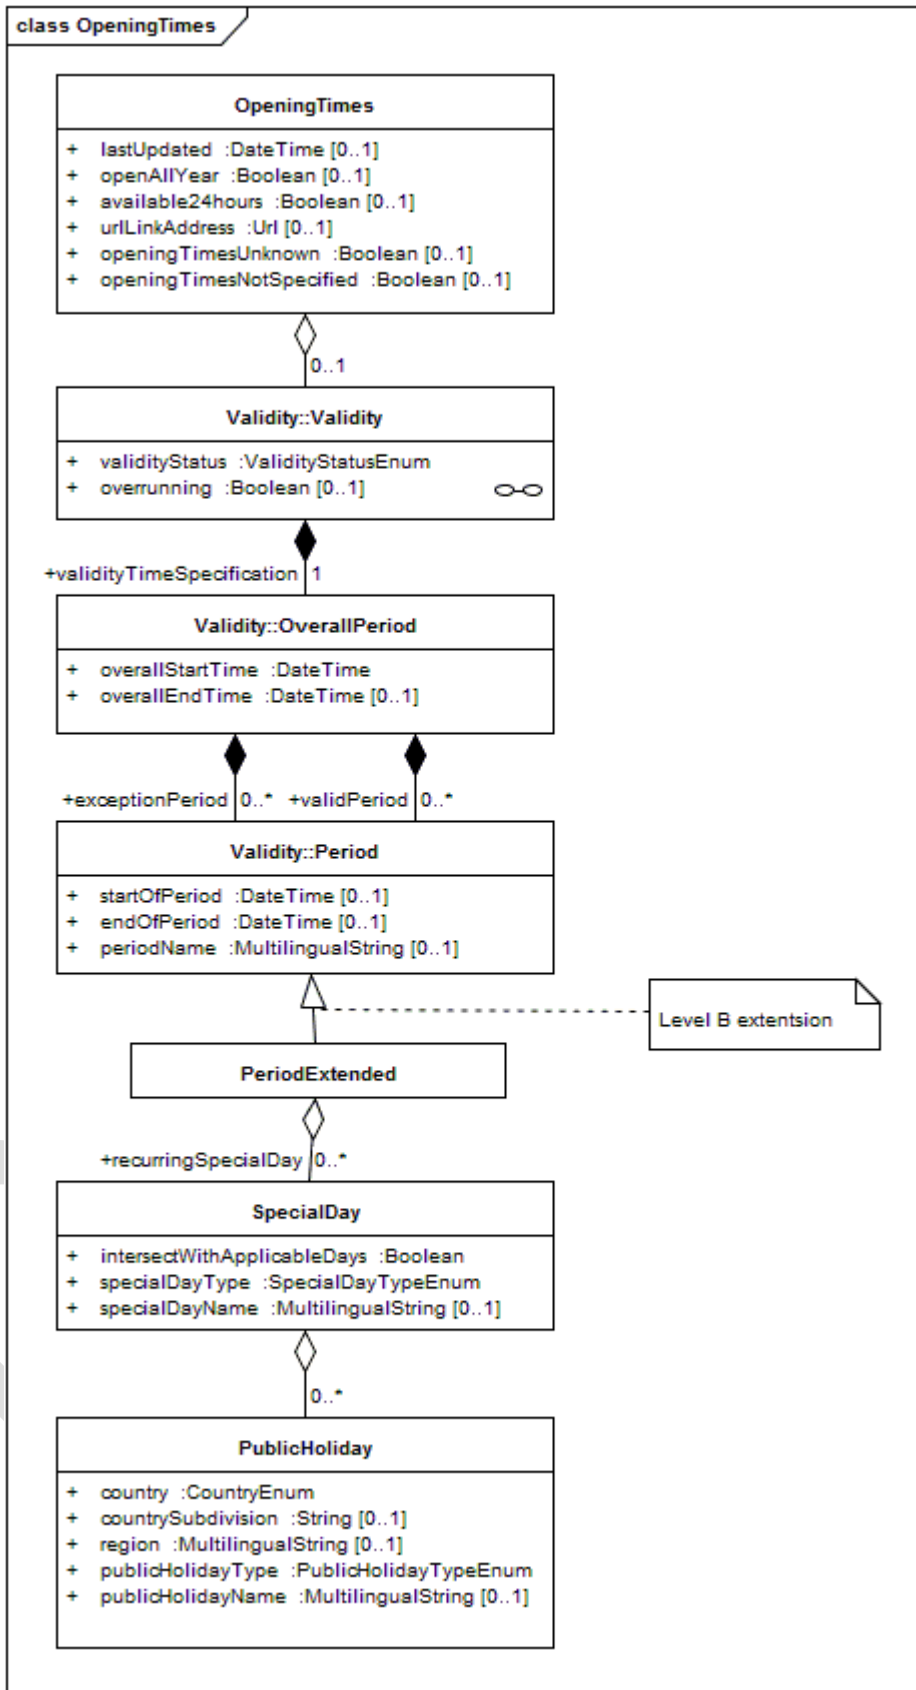 class OpeningTimes
OpeningTimes
+ lastUpdated :DateTime [0..1]
+ openAllYear :Boolean [0..1]
+ available24hours :Boolean [0..1]
+ urlLinkAddress :Url [0..1]
+ openingTimesUnknown :Boolean [0..1]
+ openingTimesNotSpecified :Boolean [0..1]
0..1
Validity::Validity
+ validityStatus :ValidityStatusEnum
+ overrunning :Boolean [0..1]
+validityTimeSpecification 1
Validity::OverallPeriod
+ overallStartTime :DateTime
+ overallEndTime :DateTime [0..1]
+exceptionPeriod 0..* +validPeriod 0..*
Validity::Period
+ startOfPeriod :DateTime [0..1]
+ endOfPeriod :DateTime [0..1]
+ periodName :MultilingualString [0..1]
Level B extentsion
PeriodExtended
+recurringSpecialDay 0..*
SpecialDay
+ intersectWithApplicableDays :Boolean
+ specialDayType :SpecialDayTypeEnum
+ specialDayName :MultilingualString [0..1]
0..*
PublicHoliday
+ country :CountryEnum
+ countrySubdivision :String [0..1]
+ region :MultilingualString [0..1]
+ publicHolidayType :PublicHolidayTypeEnum
+ publicHolidayName :MultilingualString [0..1]